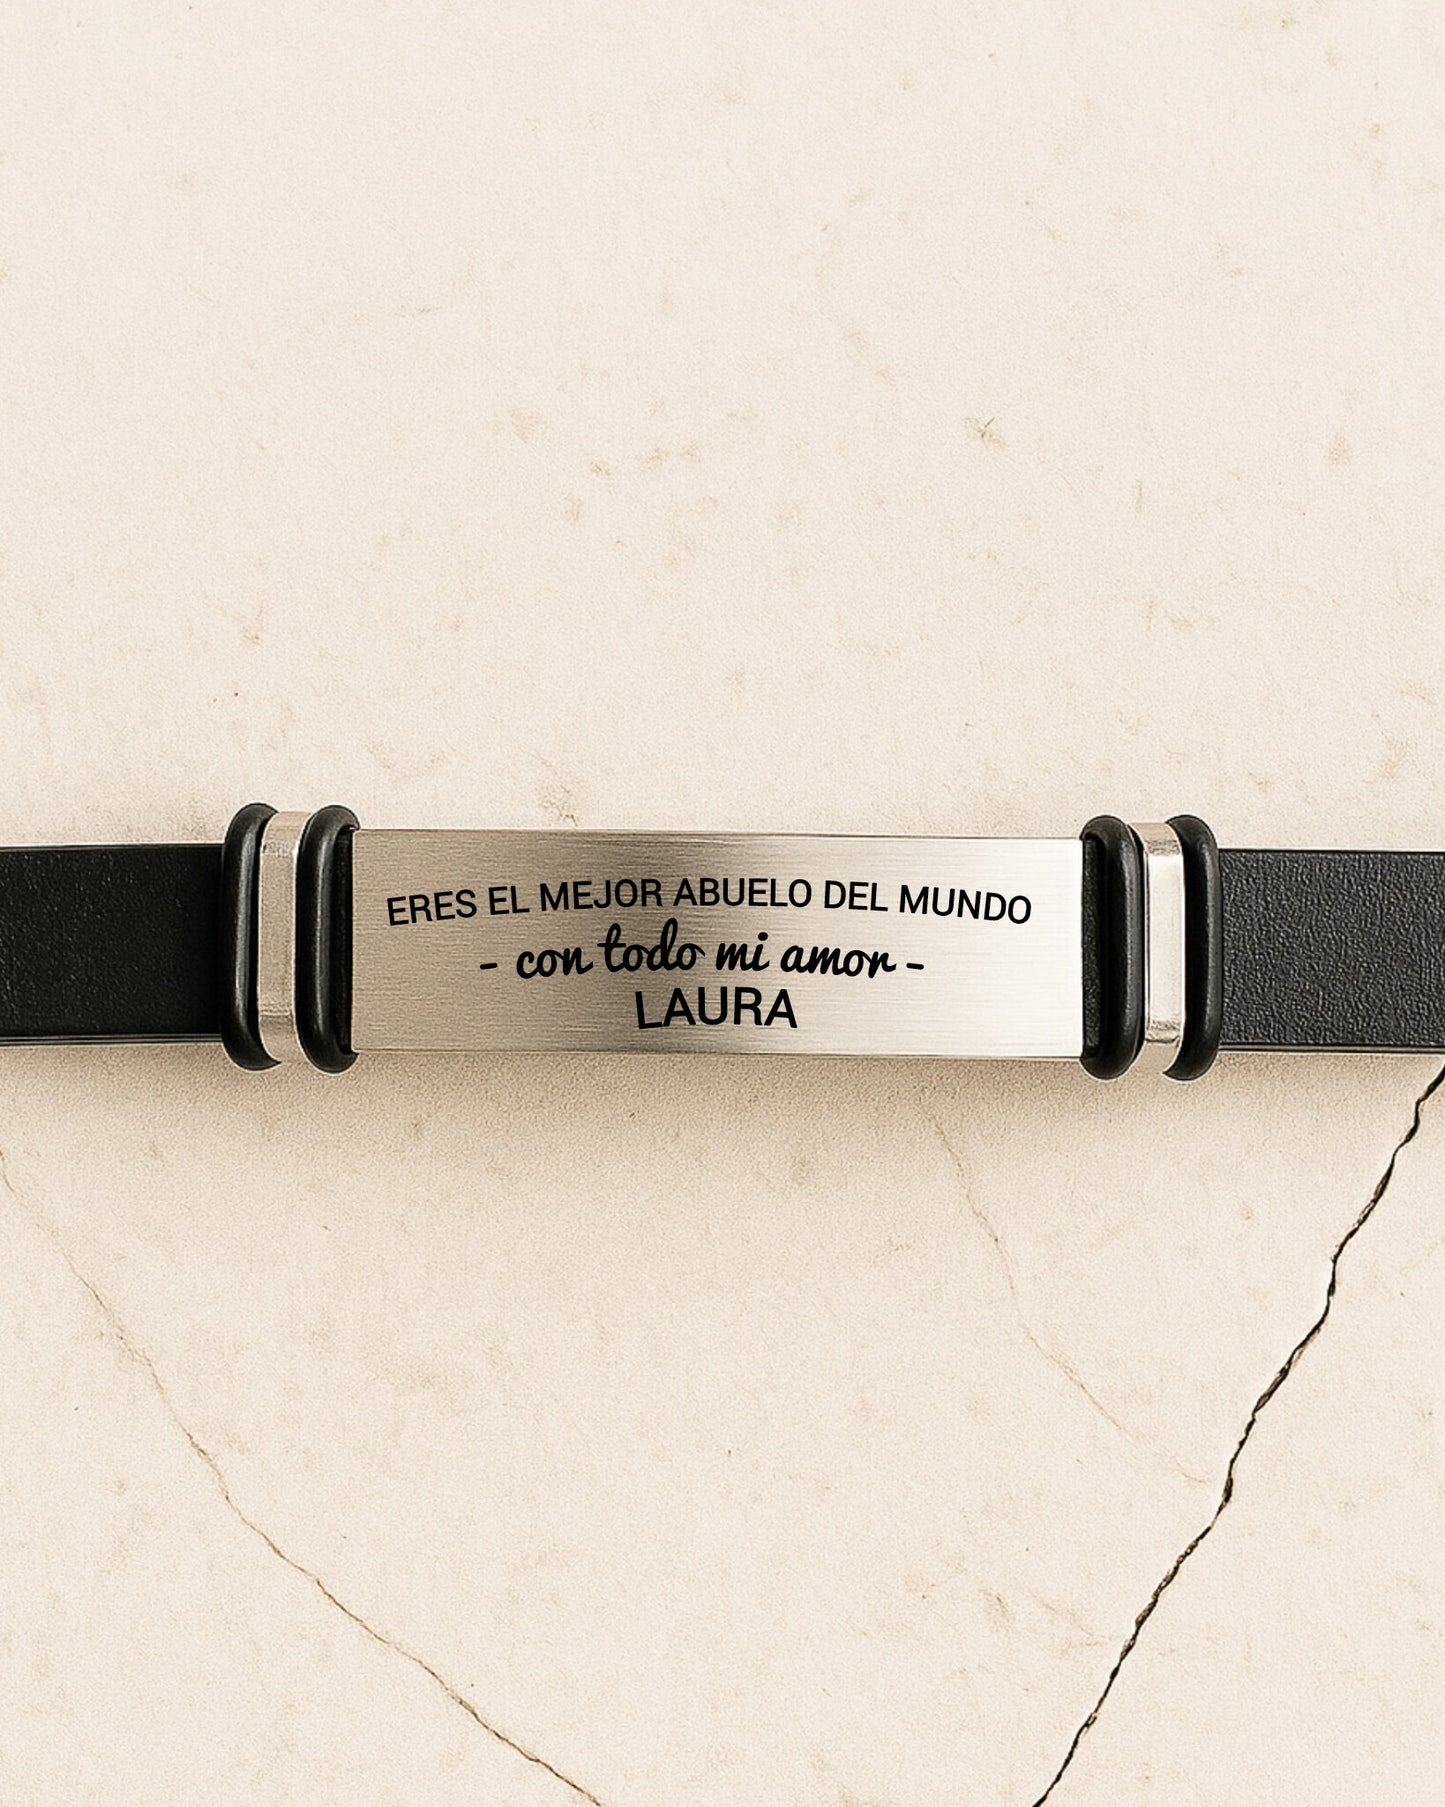 ERES EL MEJOR ABUELO DEL MUNDO
- con todo mi amor -
LAURA